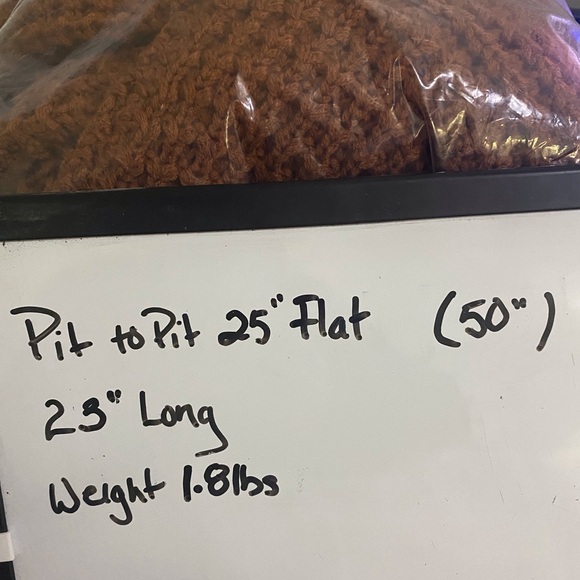 Pit to Pit 25" Flat (50")
23" Long
Weight 1.8lbs